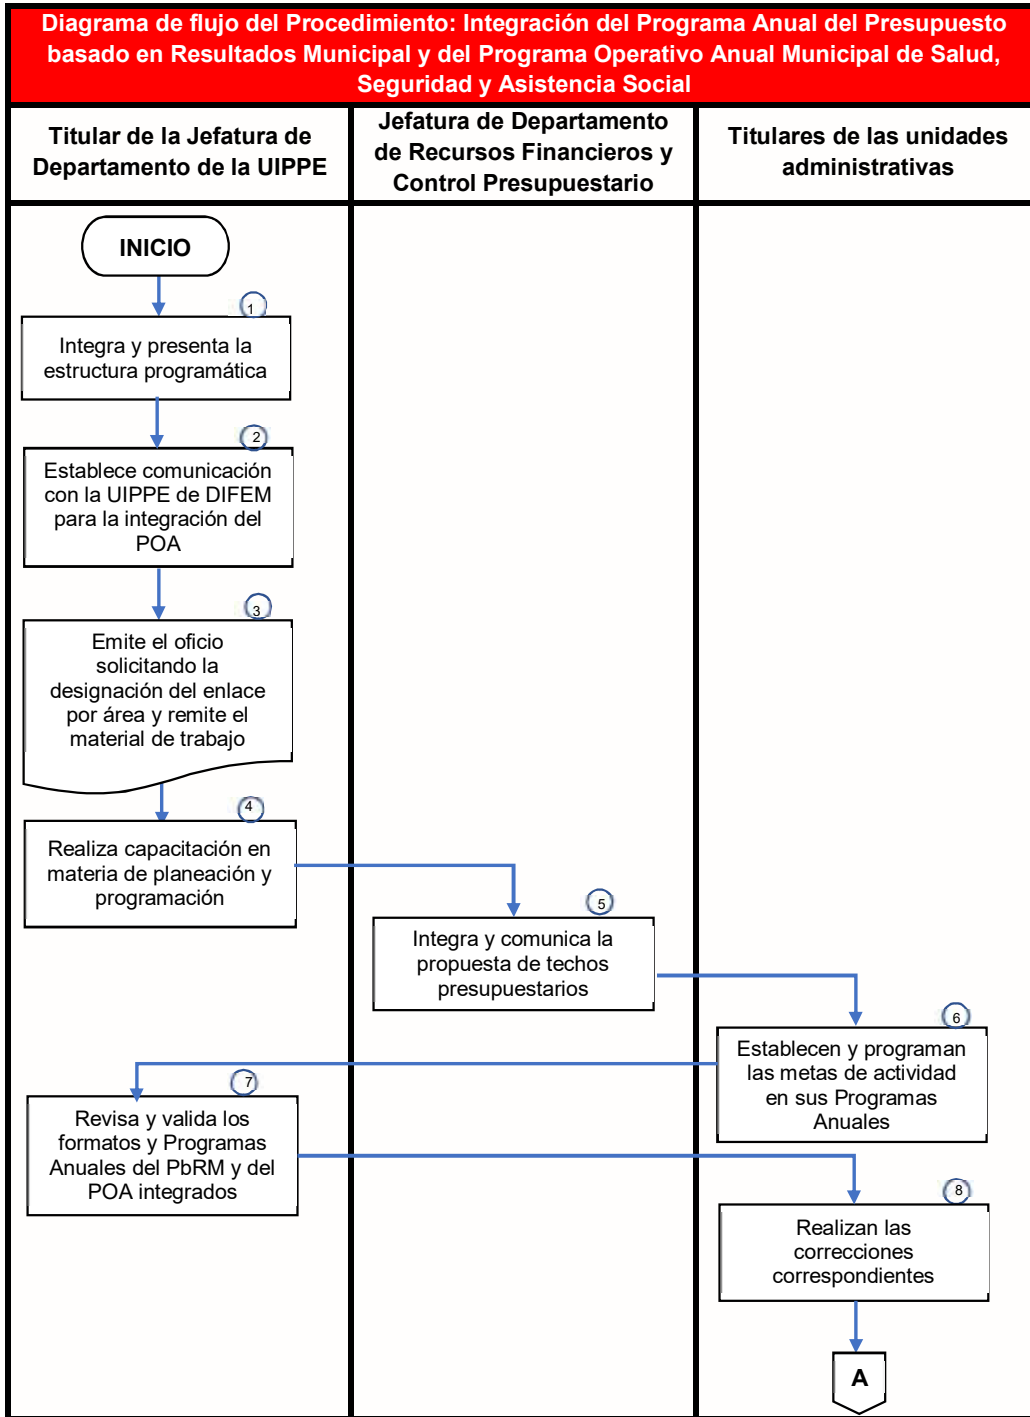 Diagrama de flujo del Procedimiento: Integración del Programa Anual del Presupuesto
basado en Resultados Municipal y del Programa Operativo Anual Municipal de Salud,
Seguridad y Asistencia Social
Titular de la Jefatura de
Departamento de la UIPPE
Jefatura de Departamento
de Recursos Financieros y
Control Presupuestario
Titulares de las unidades
administrativas
INICIO
1
Integra y presenta la
estructura programática
2
Establece comunicación
con la UIPPE de DIFEM
para la integración del
POA
3
Emite el oficio
solicitando la
designación del enlace
por área y remite el
material de trabajo
4
Realiza capacitación en
materia de planeación y
programación
5
Integra y comunica la
propuesta de techos
presupuestarios
6
Establecen y programan
las metas de actividad
en sus Programas
Anuales
7
Revisa y valida los
formatos y Programas
Anuales del PbRM y del
POA integrados
8
Realizan las
correcciones
correspondientes
A